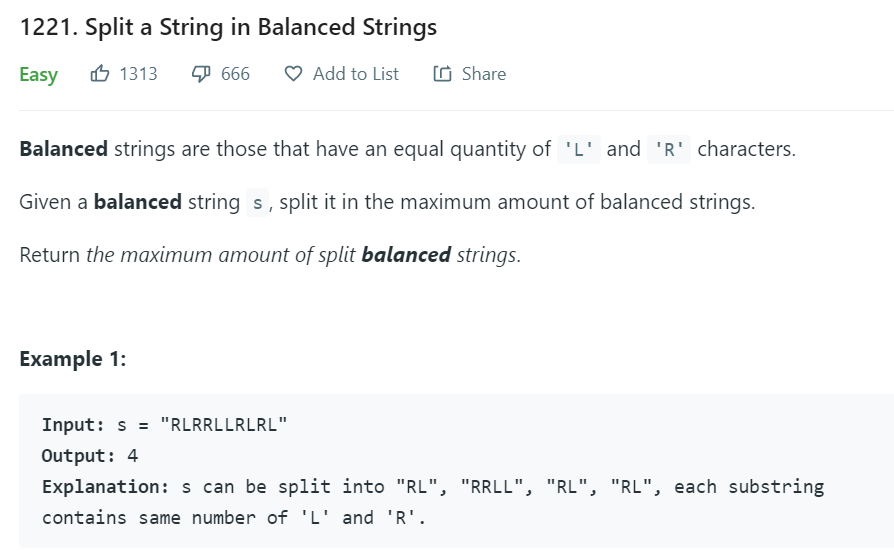 1221. Split a String in Balanced Strings
Easy 1313 666 Add to List Share
Balanced strings are those that have an equal quantity of 'L' and 'R' characters.
Given a balanced string s, split it in the maximum amount of balanced strings.
Return the maximum amount of split balanced strings.
Example 1:
Input: s = "RLRRLLRLRL"
Output: 4
Explanation: s can be split into "RL", "RRLL", "RL", "RL", each substring
contains same number of 'L' and 'R'.